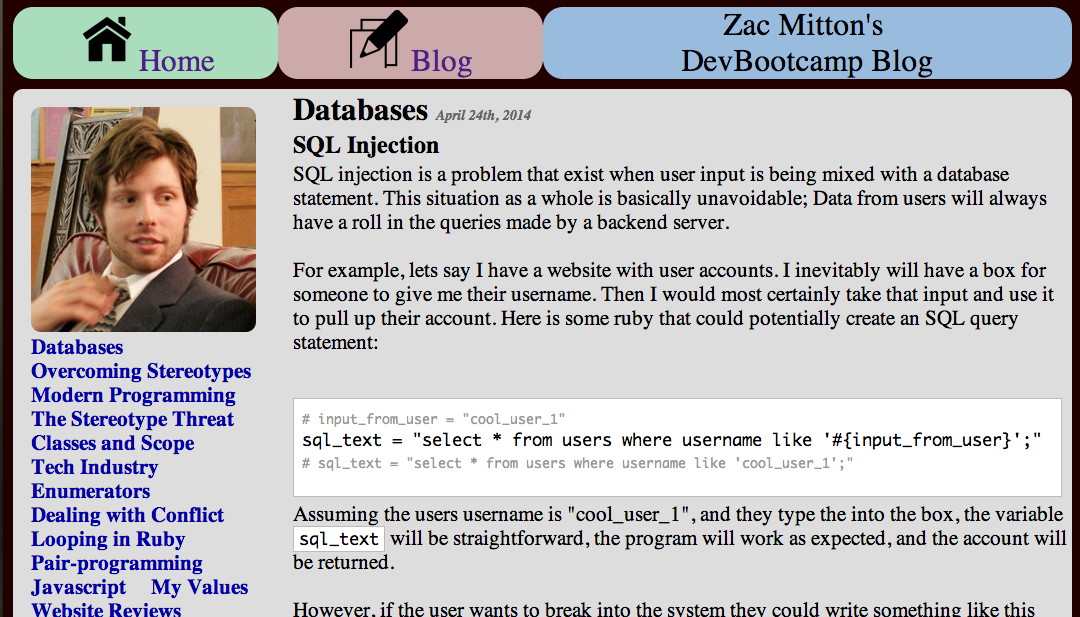 Home
Blog
Zac Mitton's
DevBootcamp Blog
Databases April 24th, 2014
SQL Injection
SQL injection is a problem that exist when user input is being mixed with a database
statement. This situation as a whole is basically unavoidable; Data from users will always
have a roll in the queries made by a backend server.
For example, lets say I have a website with user accounts. I inevitably will have a box for
someone to give me their username. Then I would most certainly take that input and use it
to pull up their account. Here is some ruby that could potentially create an SQL query
statement:
# input_from_user = "cool_user_1"
sql_text = "select * from users where username like '#{input_from_user}';"
# sql_text = "select * from users where username like 'cool_user_1';"
Assuming the users username is "cool_user_1", and they type the into the box, the variable
sql_text will be straightforward, the program will work as expected, and the account will
be returned.
However, if the user wants to break into the system they could write something like this
Databases
Overcoming Stereotypes
Modern Programming
The Stereotype Threat
Classes and Scope
Tech Industry
Enumerators
Dealing with Conflict
Looping in Ruby
Pair-programming
Javascript My Values
Website Reviews